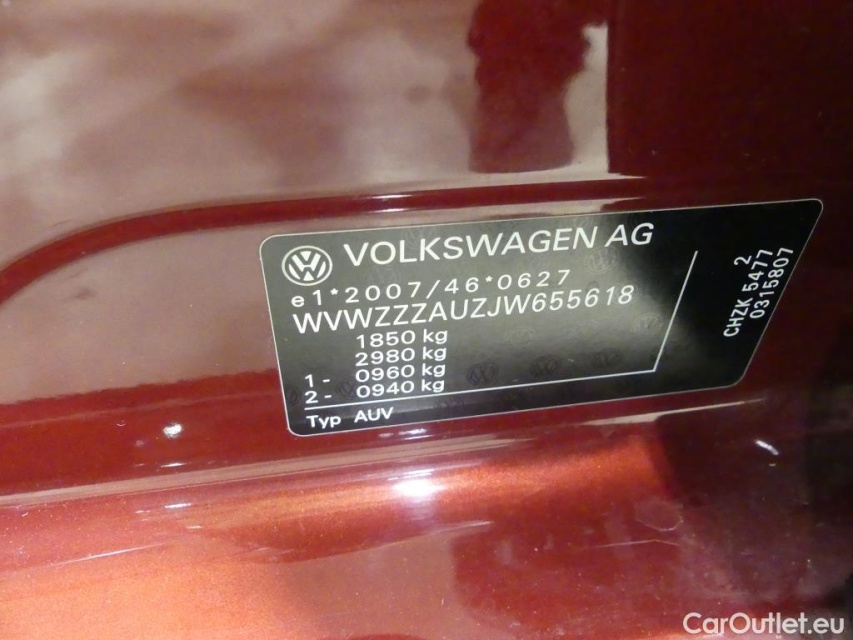 VOLKSWAGEN AG
e1*2007/46*0627
WVWZZZAUZJW655618
1850 kg
2980 kg
1- 0960 kg
2- 0940 kg
Typ AUV
2
CHZK 5477
0315807
CarOutlet.eu